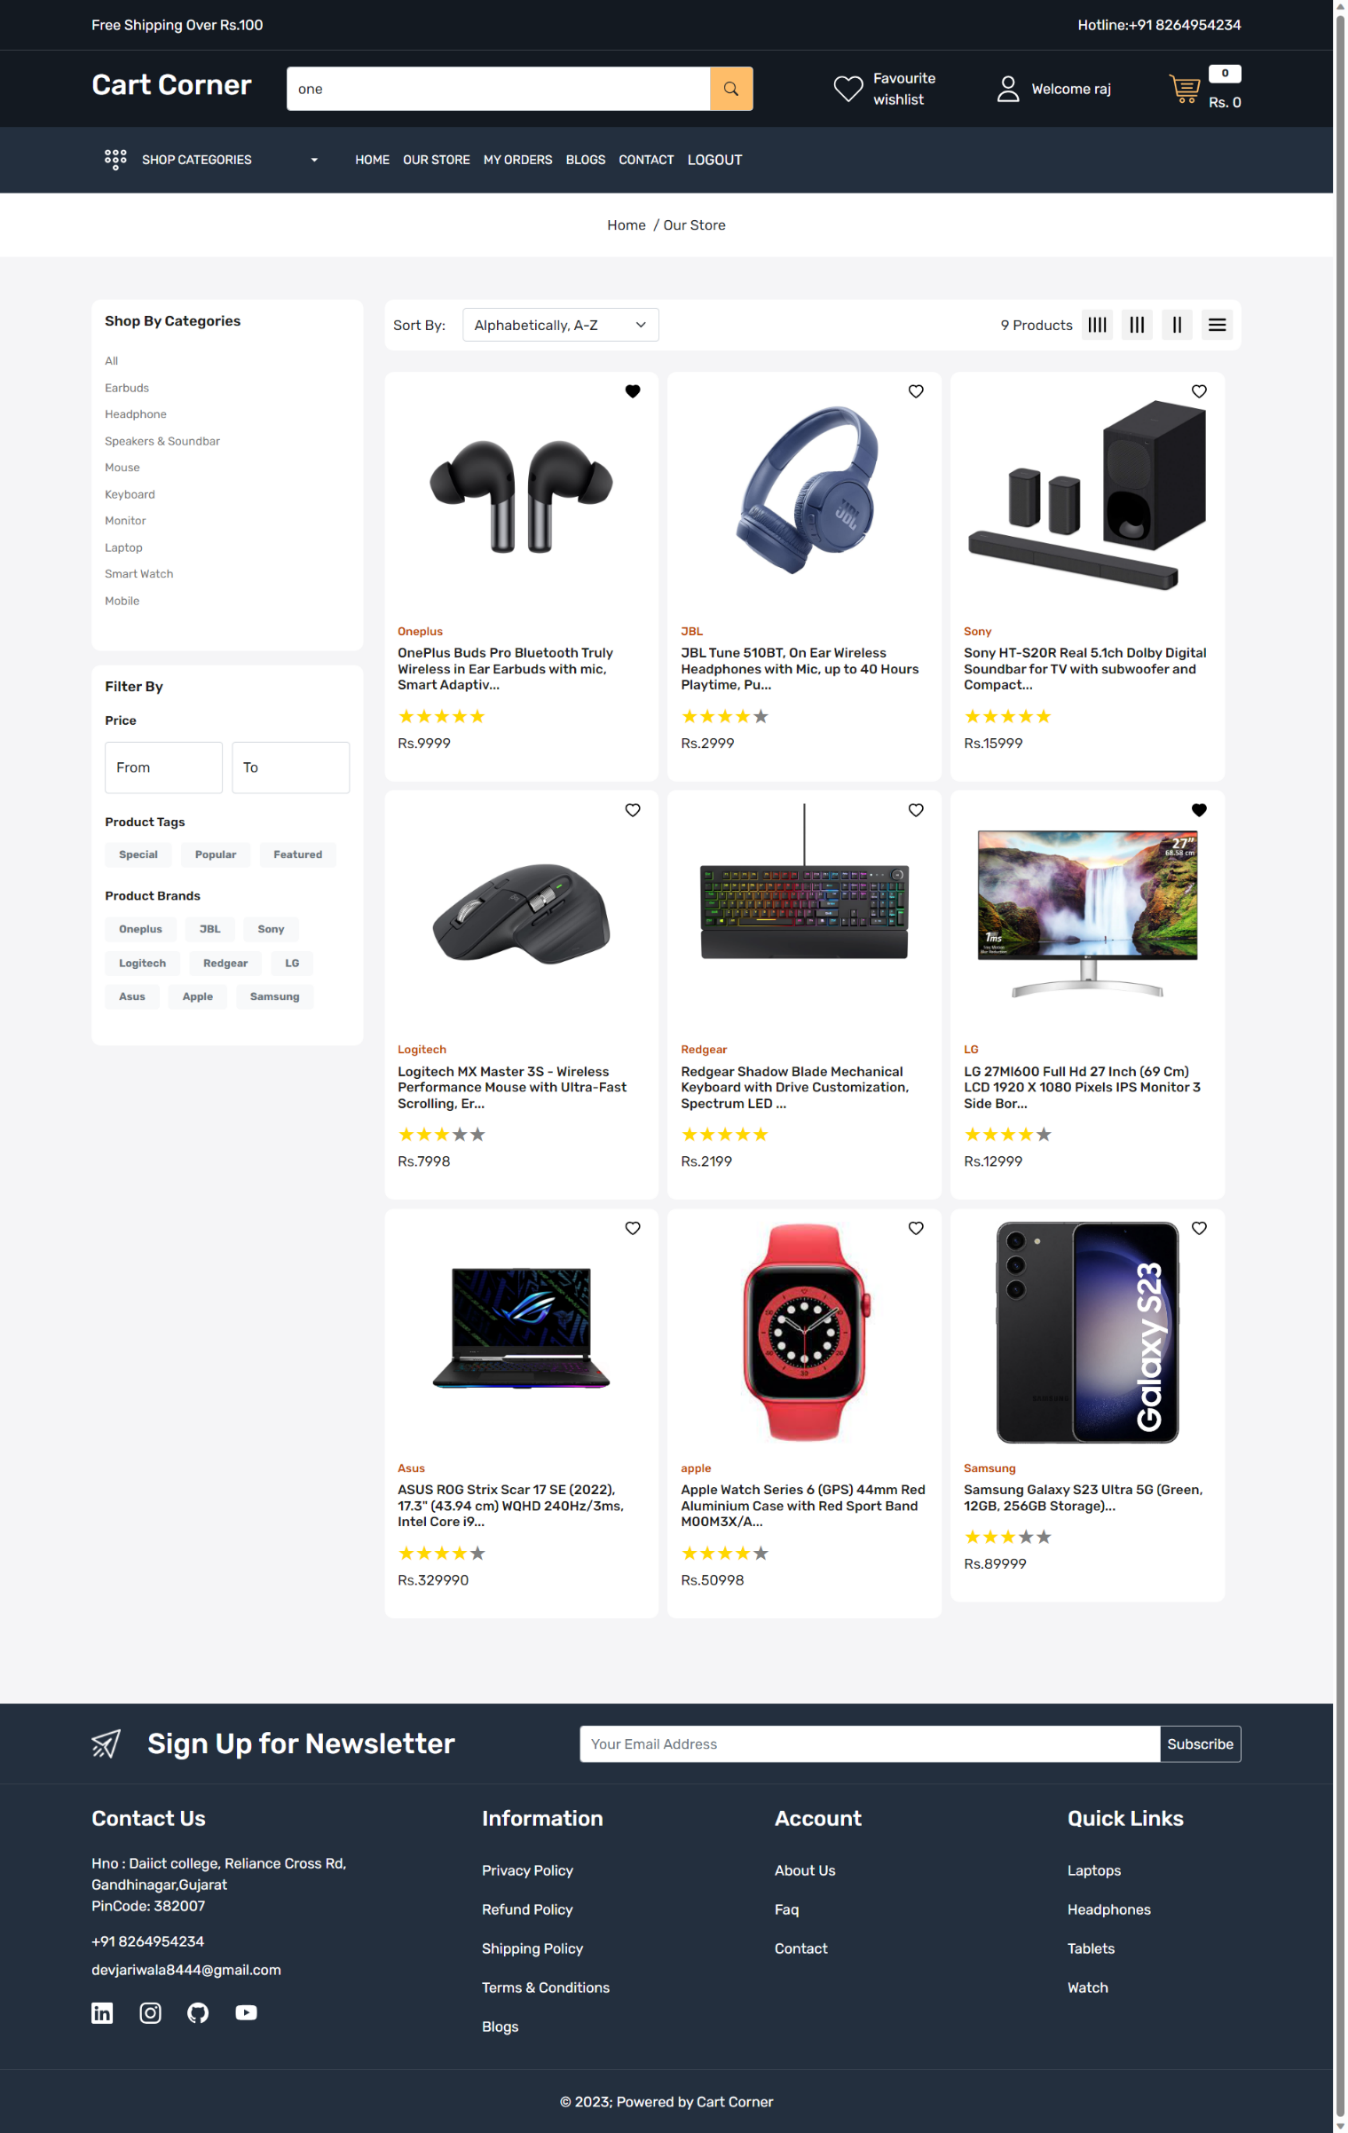 Free Shipping Over Rs.100
Hotline:+91 8264954234
Cart Corner
one
Favourite
wishlist
Welcome raj
0
Rs. 0
SHOP CATEGORIES
HOME OUR STORE MY ORDERS BLOGS CONTACT LOGOUT
Home / Our Store
Shop By Categories
All
Earbuds
Headphone
Speakers & Soundbar
Mouse
Keyboard
Monitor
Laptop
Smart Watch
Mobile
Filter By
Price
From
To
Product Tags
Special Popular Featured
Product Brands
Oneplus JBL Sony
Logitech Redgear LG
Asus Apple Samsung
Sort By:
Alphabetically, A-Z
9 Products
Oneplus
OnePlus Buds Pro Bluetooth Truly
Wireless in Ear Earbuds with mic,
Smart Adaptiv...
Rs.9999
JBL
JBL
JBL Tune 510BT, On Ear Wireless
Headphones with Mic, up to 40 Hours
Playtime, Pu...
Rs.2999
Sony
Sony HT-S20R Real 5.1ch Dolby Digital
Soundbar for TV with subwoofer and
Compact...
Rs.15999
Logitech
Logitech MX Master 3S - Wireless
Performance Mouse with Ultra-Fast
Scrolling, Er...
Rs.7998
Redgear
Redgear Shadow Blade Mechanical
Keyboard with Drive Customization,
Spectrum LED ...
Rs.2199
27"
68.58 cm
1ms
LG
LG 27Ml600 Full Hd 27 Inch (69 Cm)
LCD 1920 X 1080 Pixels IPS Monitor 3
Side Bor...
Rs.12999
Asus
ASUS ROG Strix Scar 17 SE (2022),
17.3" (43.94 cm) WQHD 240Hz/3ms,
Intel Core i9...
Rs.329990
apple
Apple Watch Series 6 (GPS) 44mm Red
Aluminium Case with Red Sport Band
M00M3X/A...
Rs.50998
SAMSUNG
Galaxy S23
Samsung
Samsung Galaxy S23 Ultra 5G (Green,
12GB, 256GB Storage)...
Rs.89999
Sign Up for Newsletter
Your Email Address
Subscribe
Contact Us
Hno : Daiict college, Reliance Cross Rd,
Gandhinagar,Gujarat
PinCode: 382007
+91 8264954234
devjariwala8444@gmail.com
Information
Privacy Policy
Refund Policy
Shipping Policy
Terms & Conditions
Blogs
Account
About Us
Faq
Contact
Quick Links
Laptops
Headphones
Tablets
Watch
© 2023; Powered by Cart Corner